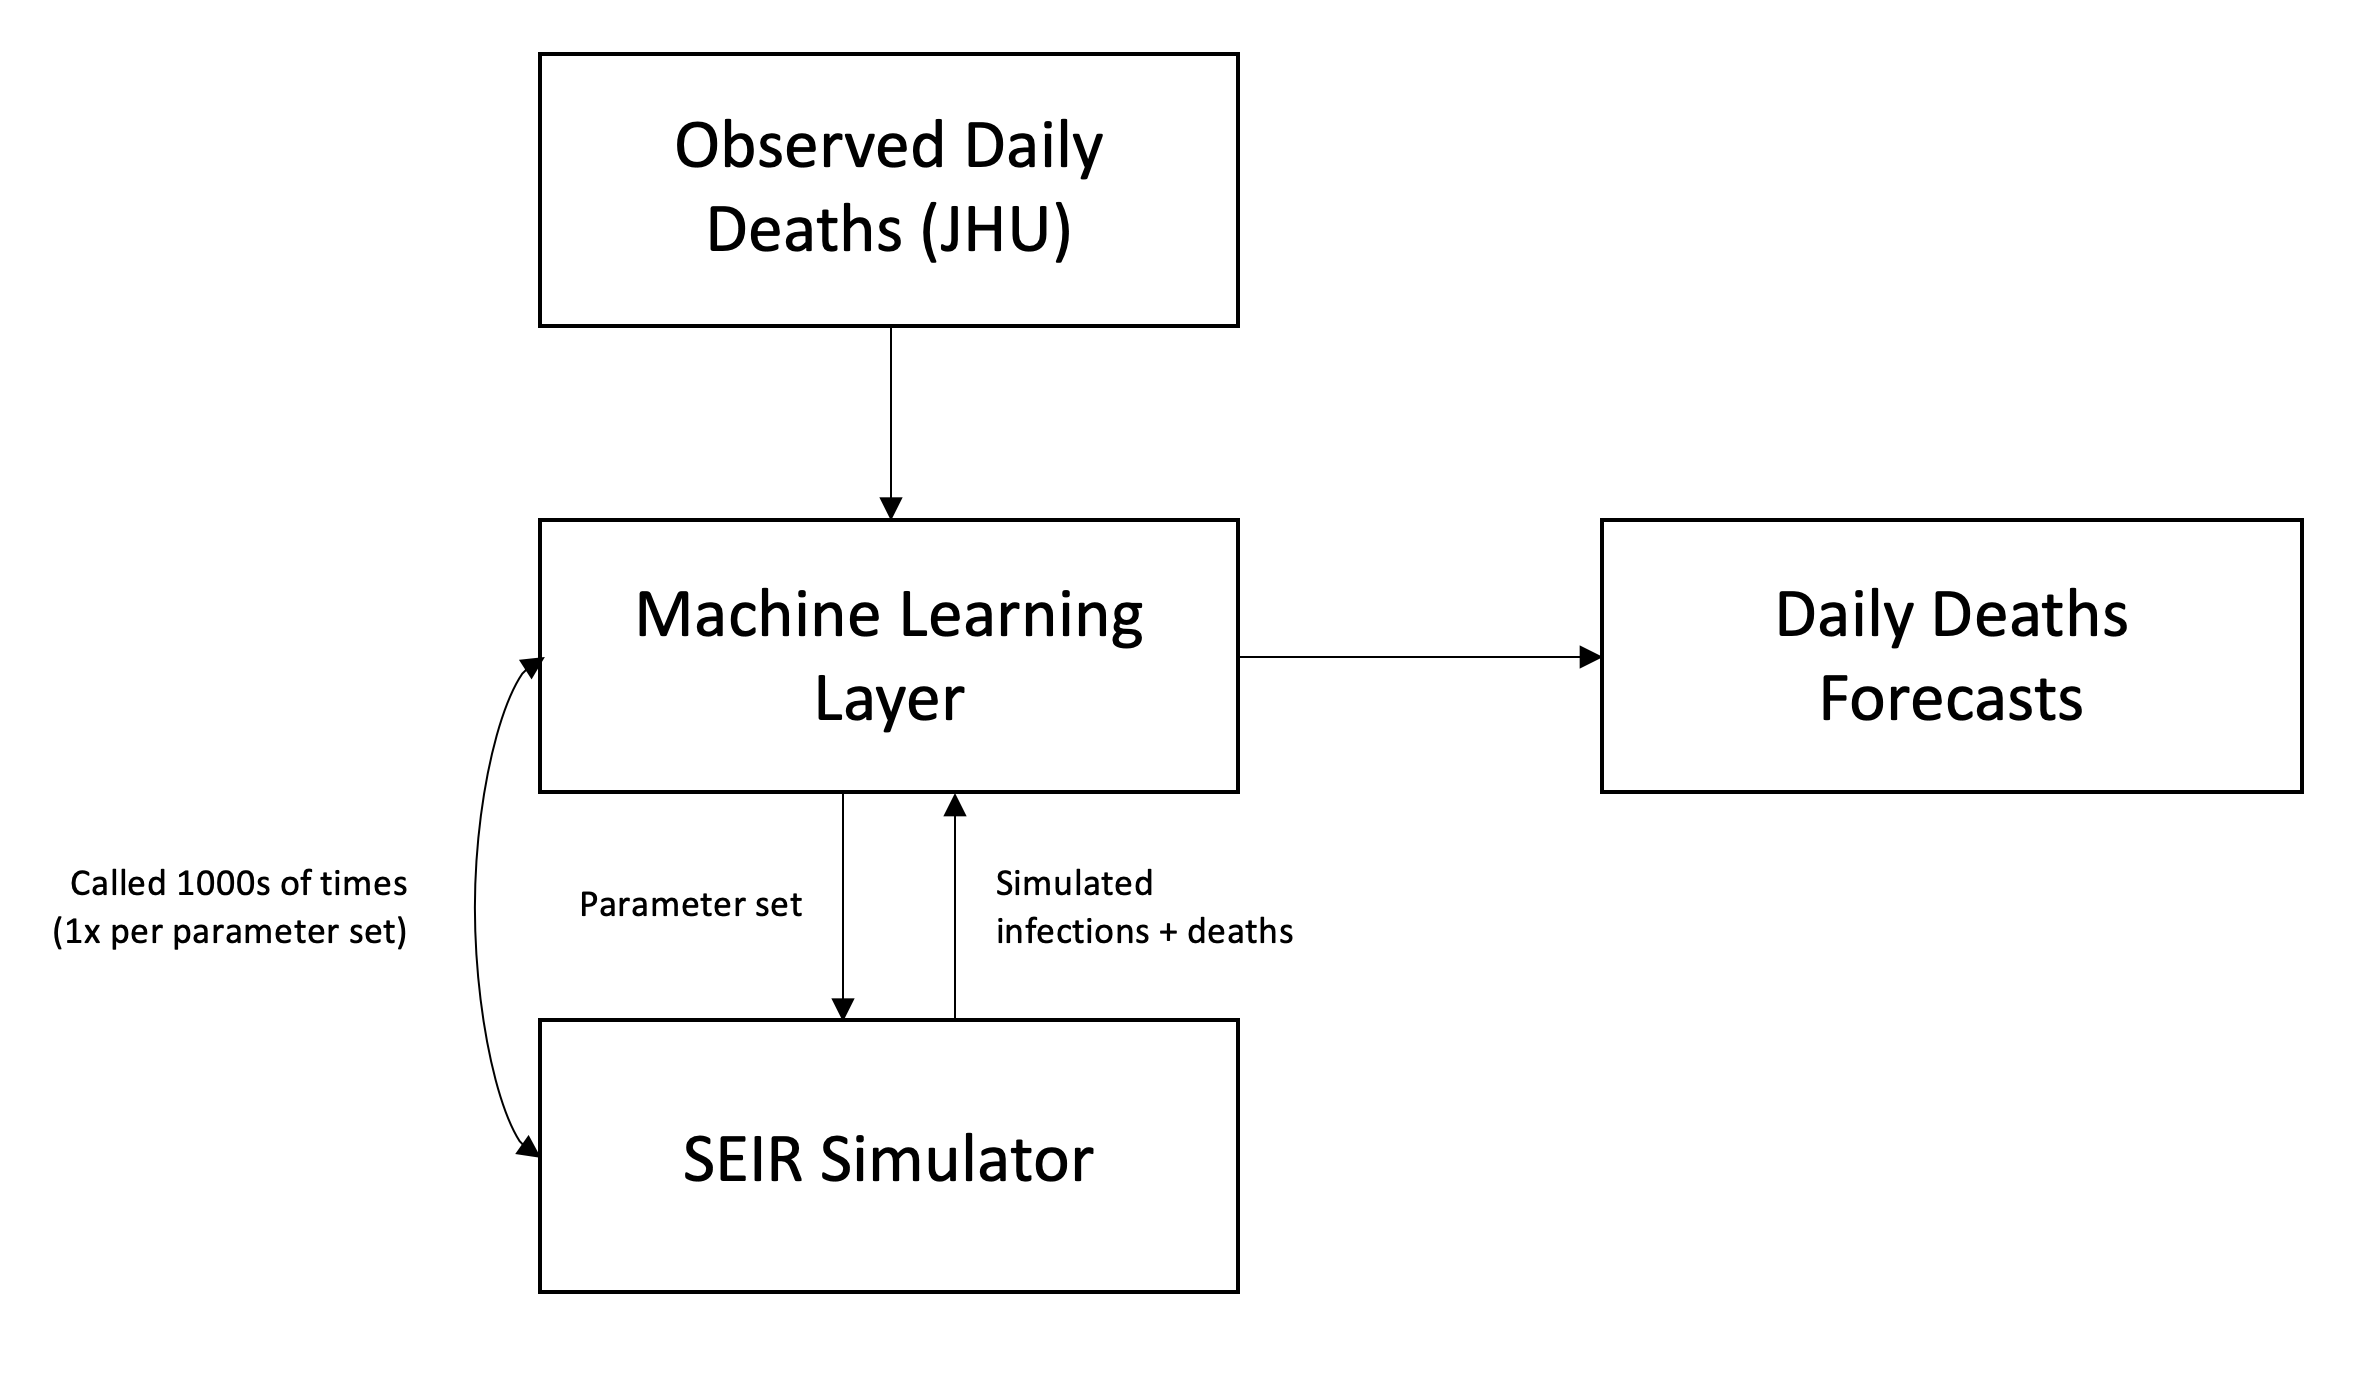 Observed Daily
Deaths (JHU)
Machine Learning
Layer
Daily Deaths
Forecasts
Called 1000s of times
(1x per parameter set)
Parameter set
Simulated
infections + deaths
SEIR Simulator